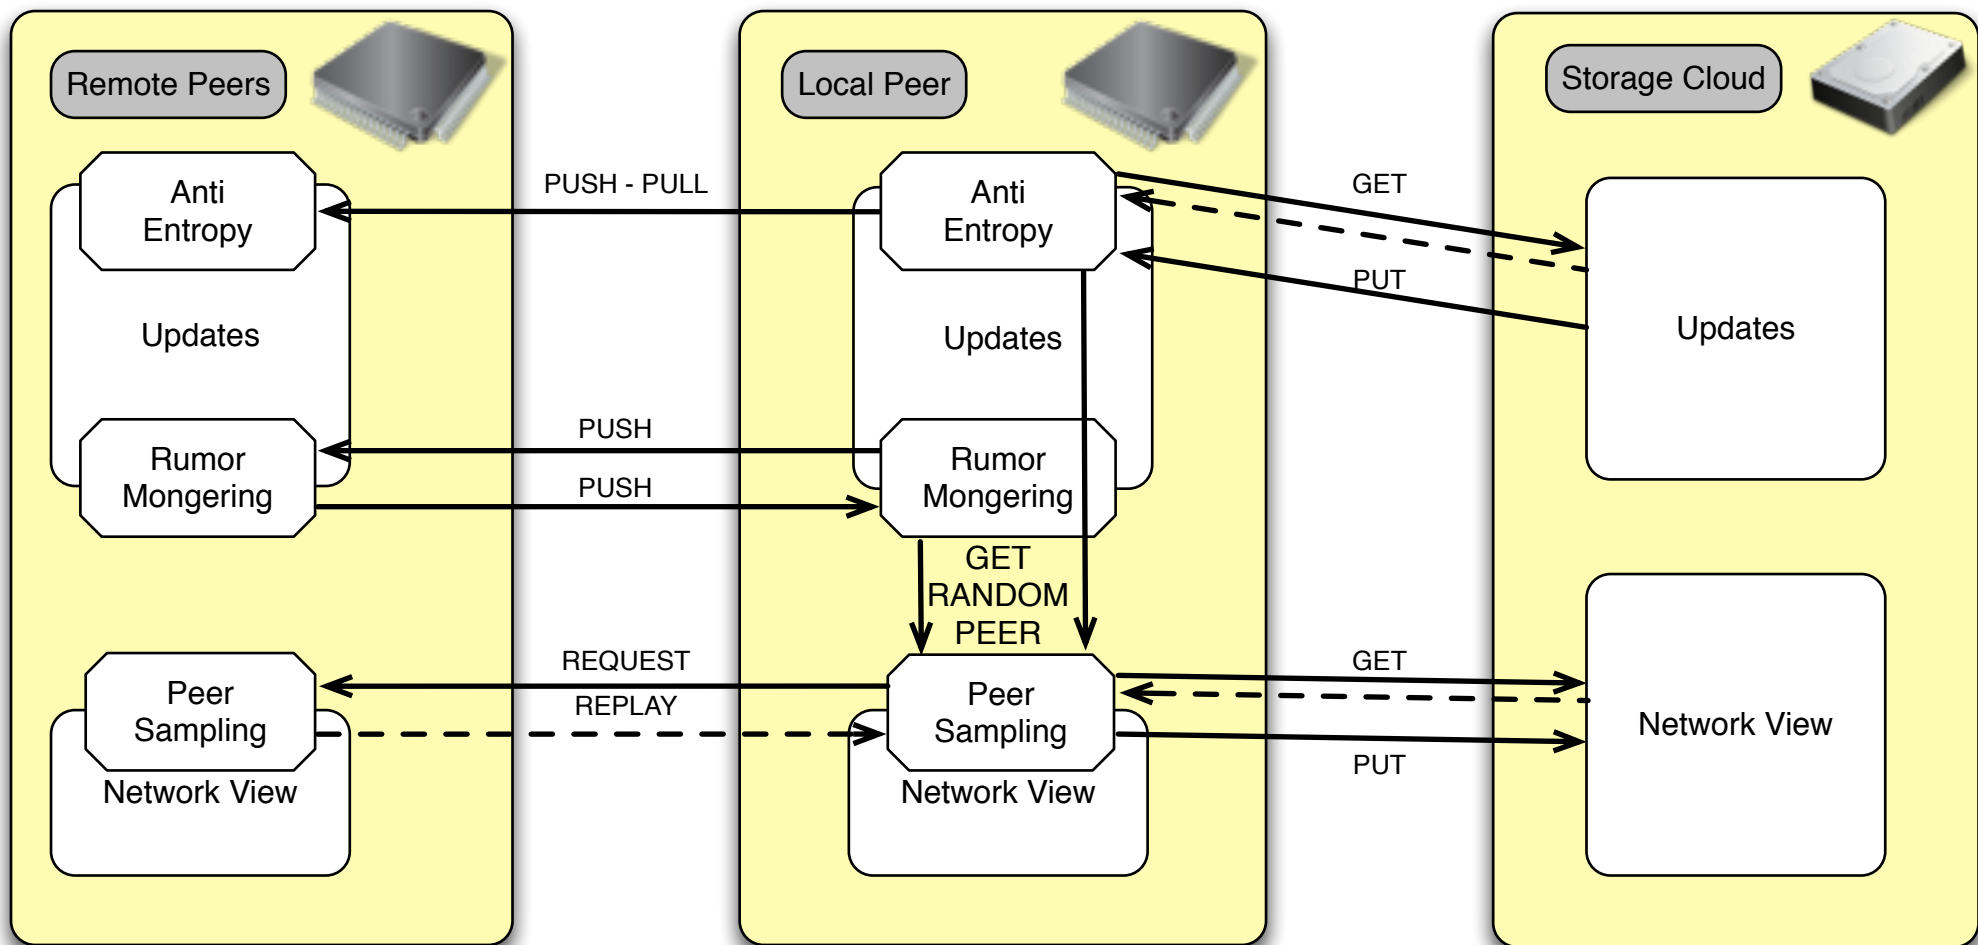 Remote Peers
Anti
Entropy
Updates
Rumor
Mongering
Peer
Sampling
Network View
PUSH - PULL
PUSH
PUSH
REQUEST
REPLAY
Local Peer
Anti
Entropy
Updates
Rumor
Mongering
GET
RANDOM
PEER
Peer
Sampling
Network View
GET
PUT
GET
PUT
Storage Cloud
Updates
Network View